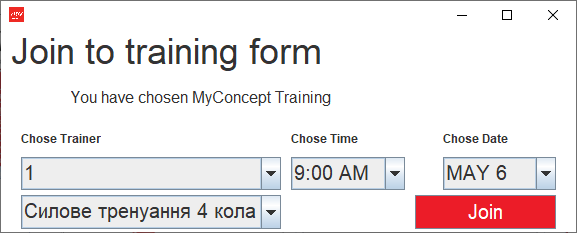 Join to training form
You have chosen MyConcept Training
Chose Trainer Chose Time Chose Date
1 9:00 AM MAY 6
Силове тренуання 4 кола Join